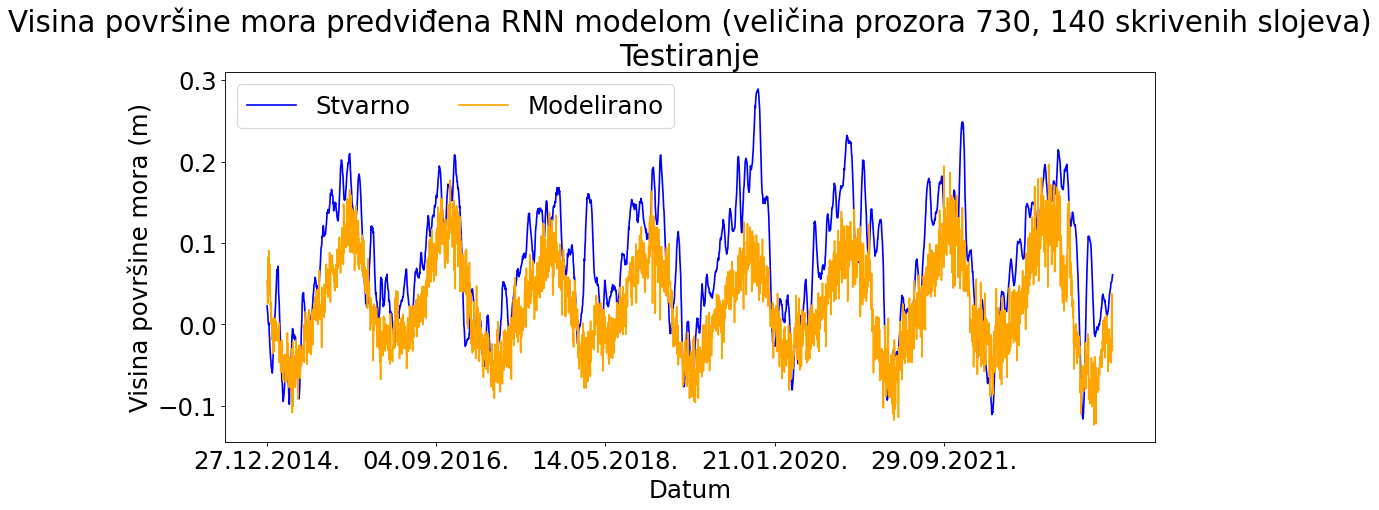 Visina površine mora predviđena RNN modelom (veličina prozora 730, 140 skrivenih slojeva)
Testiranje
Stvarno
Modelirano
Visina površine mora (m)
0.3
0.2
0.1
0.0
−0.1
27.12.2014.
04.09.2016.
14.05.2018.
21.01.2020.
29.09.2021.
Datum